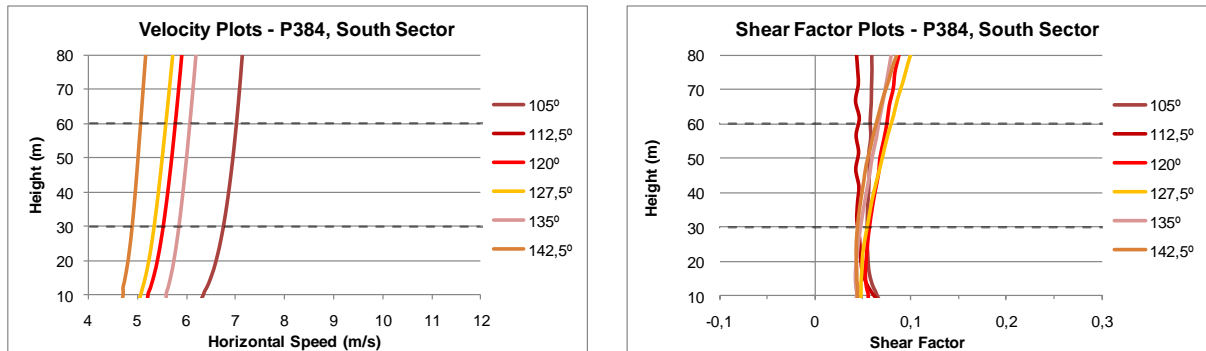 Velocity Plots - P384, South Sector
80
70
60
50
40
30
20
10
Height (m)
4 5 6 7 8 9 10 11 12
Horizontal Speed (m/s)
105º
112,5º
120º
127,5º
135º
142,5º
Shear Factor Plots - P384, South Sector
80
70
60
50
40
30
20
10
Height (m)
-0,1 0 0,1 0,2 0,3
Shear Factor
105º
112,5º
120º
127,5º
135º
142,5º